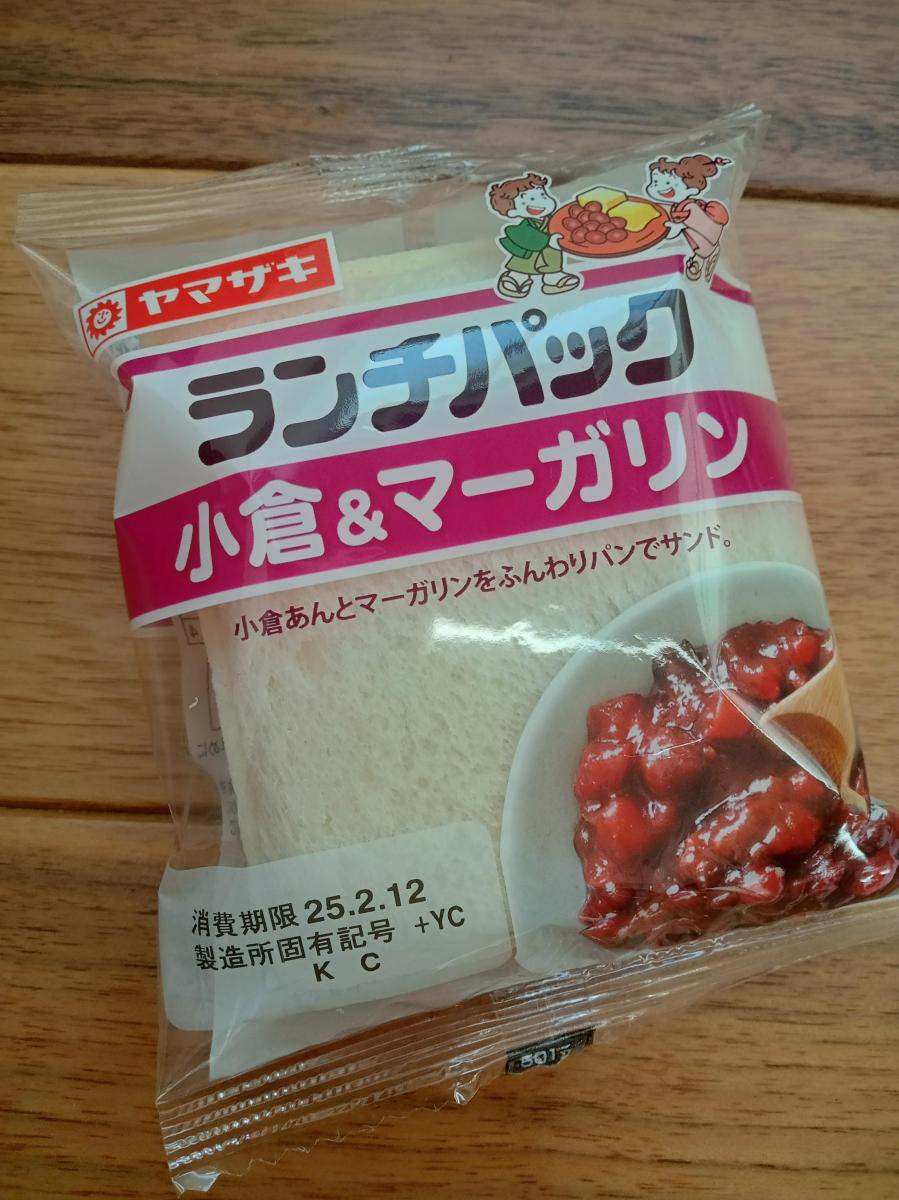 ヤマザキ
ランチパック
小倉&マーガリン
小倉あんとマーガリンをふんわりパンでサンド。
消費期限 25.2.12
製造所固有記号 +YC
K C